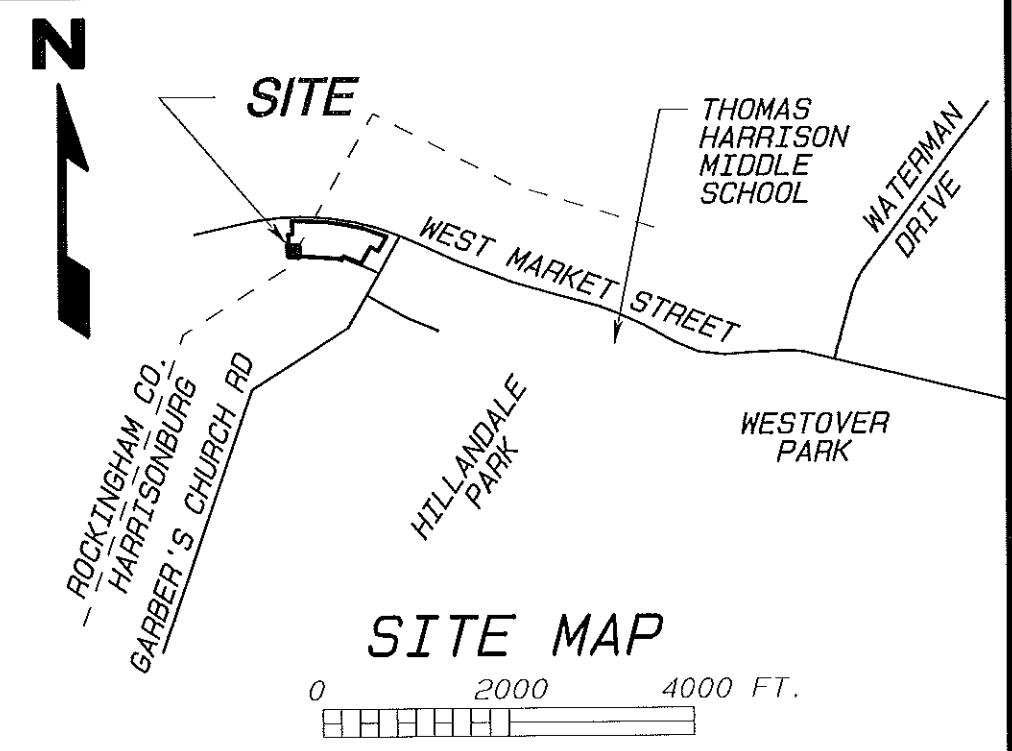 N
SITE
THOMAS
HARRISON
MIDDLE
SCHOOL
WATERMAN
DRIVE
WEST MARKET STREET
ROCKINGHAM CO.
HARRISONBURG
GARBER'S CHURCH RD
HILLANDALE
PARK
WESTOVER
PARK
SITE MAP
0 2000 4000 FT.